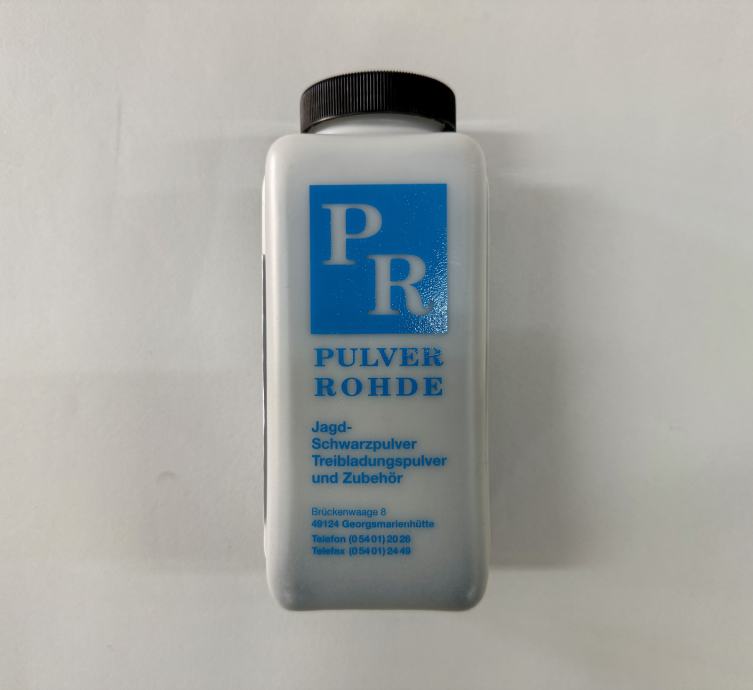 P
R
PULVER
ROHDE
Jagd-
Schwarzpulver
Treibladungspulver
und Zubehör
Brückenwaage 8
49124 Georgsmarienhütte
Telefon (0 54 01) 20 26
Telefax (0 54 01) 24 49